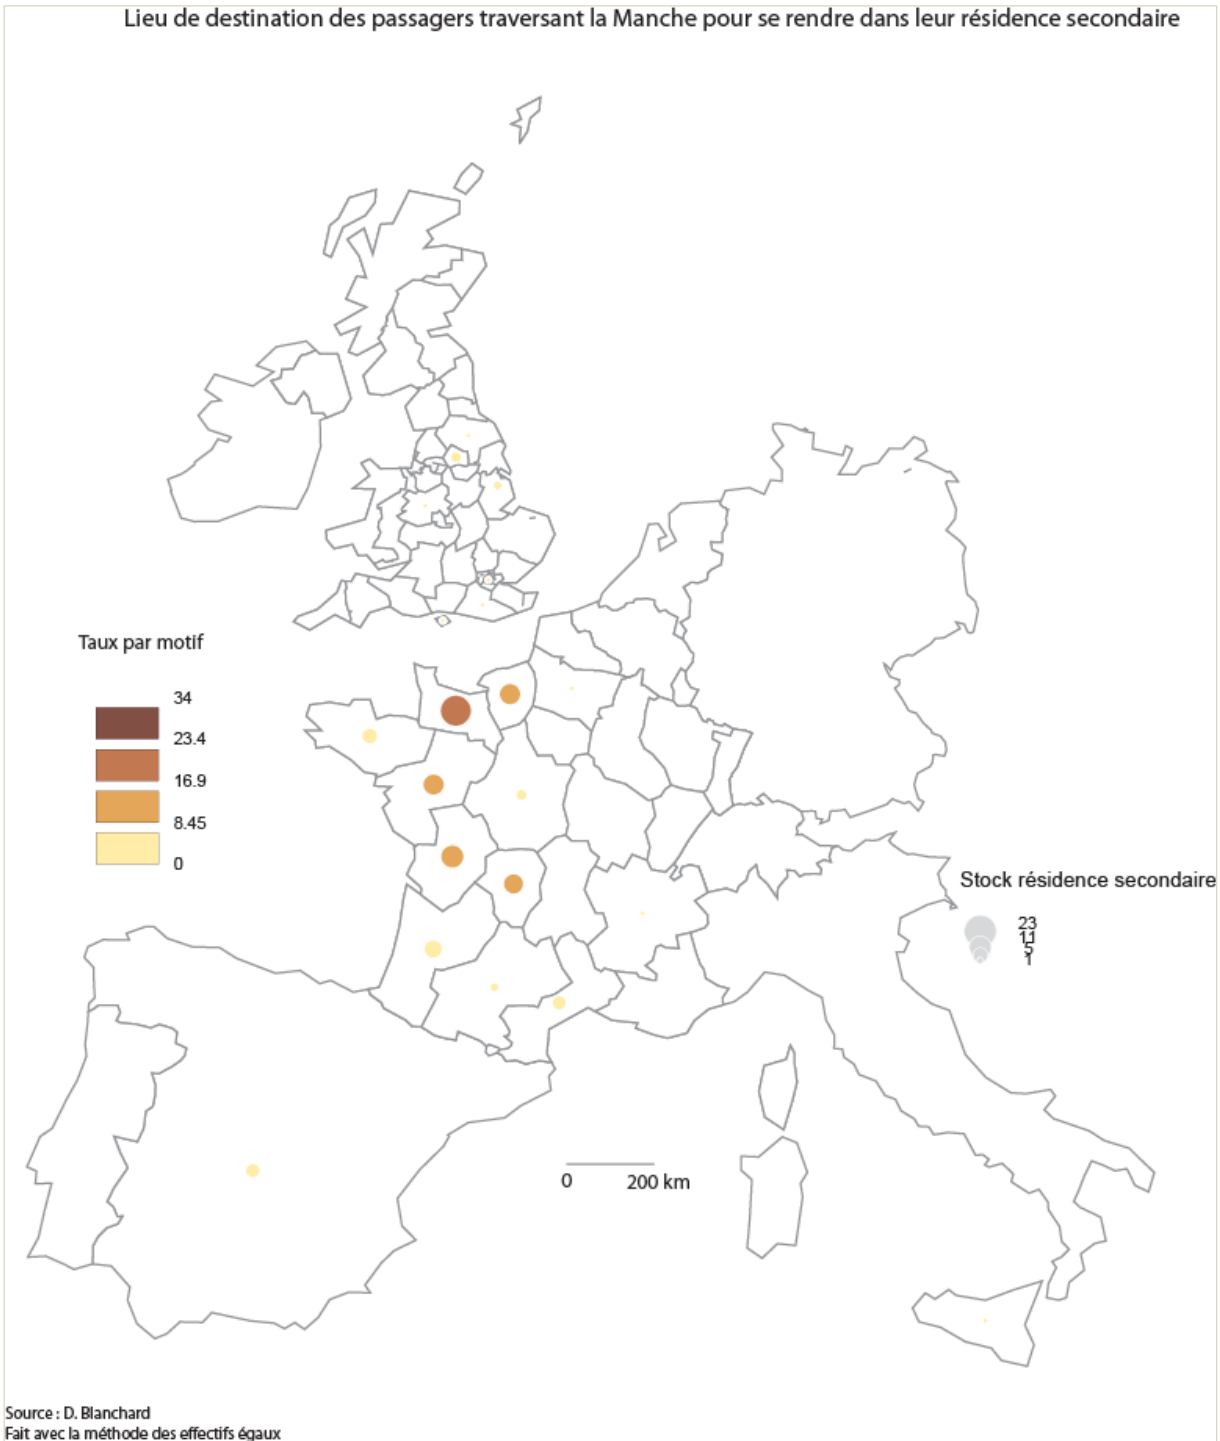 Lieu de destination des passagers traversant la Manche pour se rendre dans leur résidence secondaire
Taux par motif
34
23.4
16.9
8.45
0
Stock résidence secondaire
23
11
5
1
0 200 km
Source : D. Blanchard
Fait avec la méthode des effectifs égaux